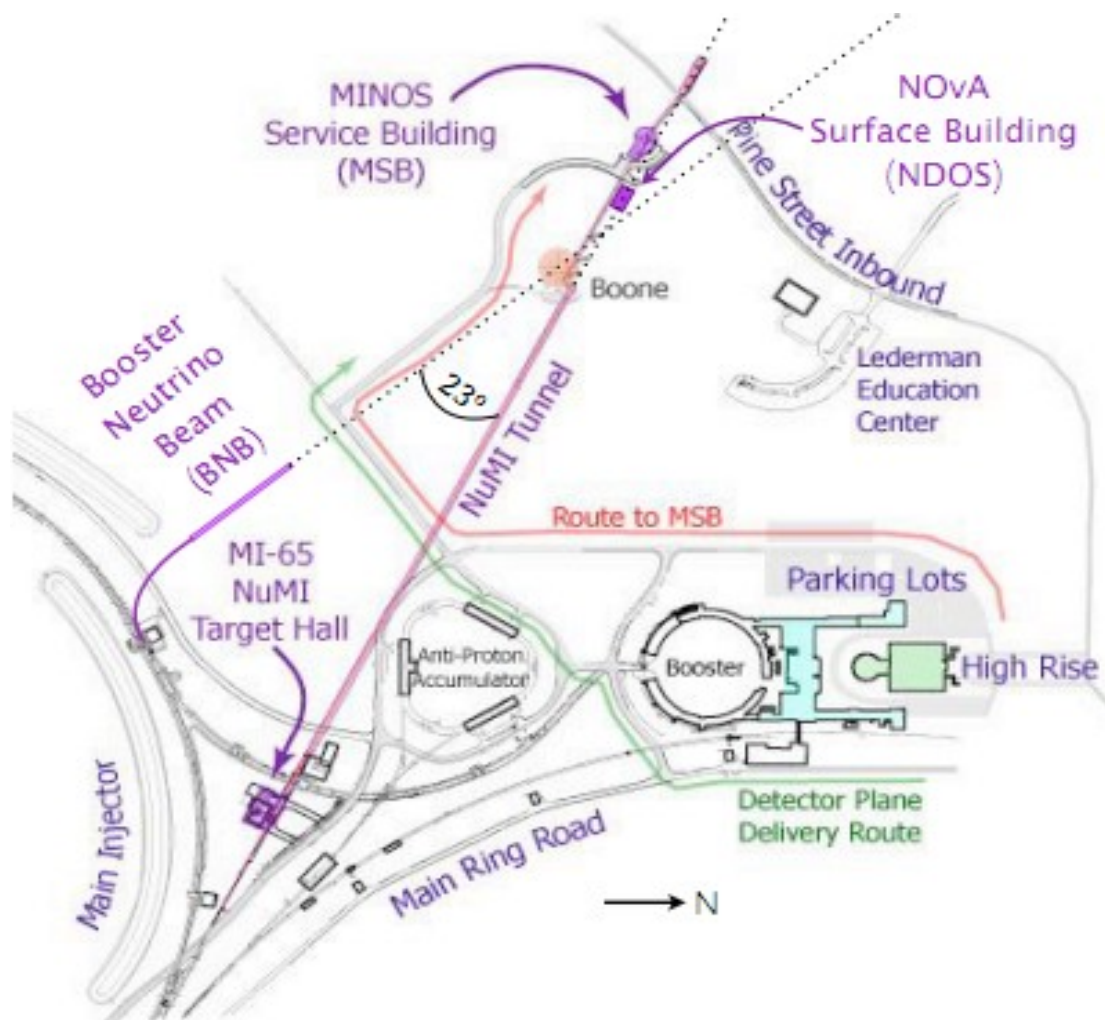 MINOS
Service Building
(MSB)
NOvA
Surface Building
(NDOS)
Pine Street Inbound
Boone
Lederman
Education
Center
Booster
Neutrino
Beam
(BNB)
23°
NuMI Tunnel
Route to MSB
MI-65
NuMI
Target Hall
Parking Lots
Anti-Proton
Accumulator
Booster
High Rise
Main Injector
Main Ring Road
Detector Plane
Delivery Route
N